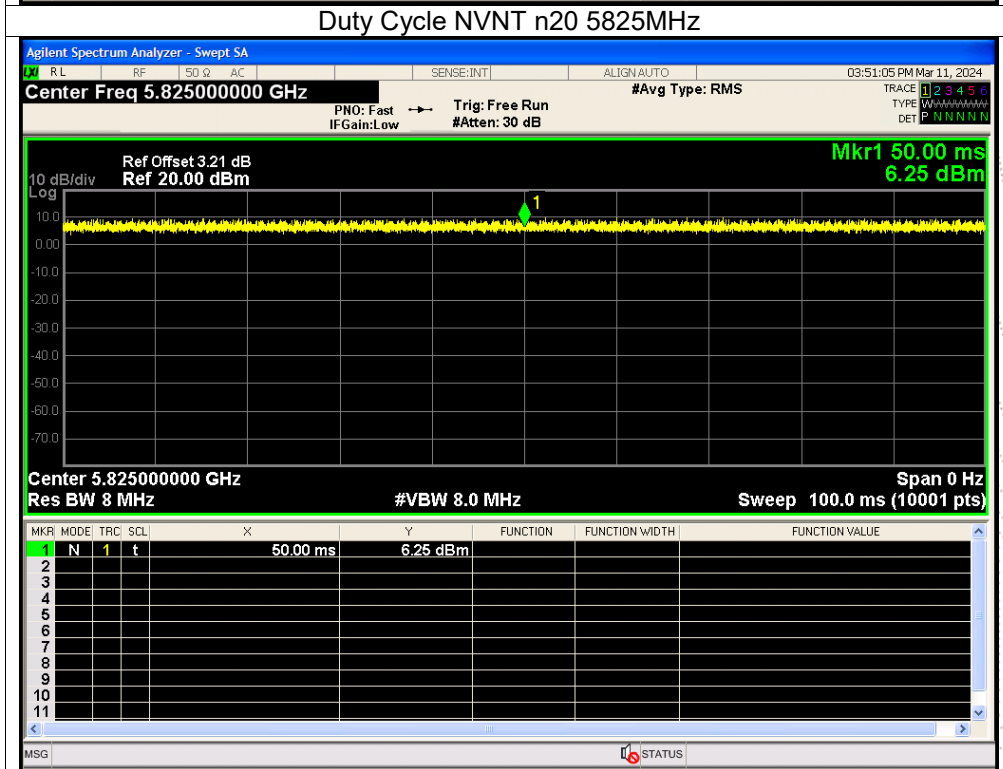 Duty Cycle NVNT n20 5825MHz
Agilent Spectrum Analyzer - Swept SA
LXI RL RF 50 Ω AC SENSE:INT ALIGN AUTO 03:51:05 PM Mar 11, 2024
Center Freq 5.825000000 GHz #Avg Type: RMS TRACE 1 2 3 4 5 6
PNO: Fast Trig: Free Run TYPE WWWWWW
IFGain:Low #Atten: 30 dB DET P N N N N N
Mkr1 50.00 ms
Ref Offset 3.21 dB
10 dB/div Ref 20.00 dBm 6.25 dBm
Log
1
10.0
0.00
-10.0
-20.0
-30.0
-40.0
-50.0
-60.0
-70.0
Center 5.825000000 GHz Span 0 Hz
Res BW 8 MHz #VBW 8.0 MHz Sweep 100.0 ms (10001 pts)
MKR MODE TRC SCL X Y FUNCTION FUNCTION WIDTH FUNCTION VALUE
1 N 1 t 50.00 ms 6.25 dBm
2
3
4
5
6
7
8
9
10
11
MSG STATUS